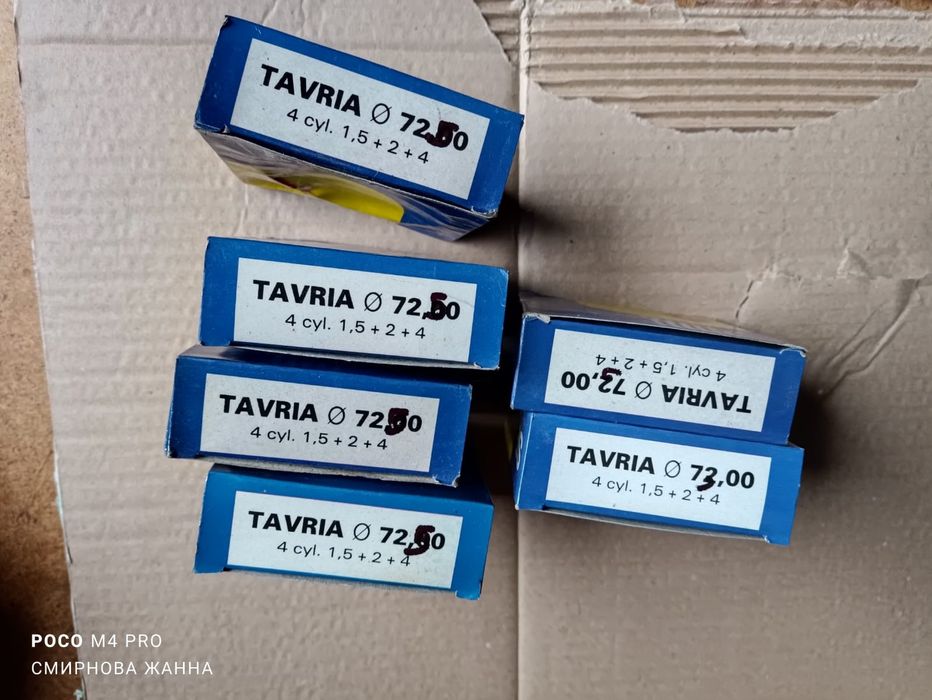 TAVRIA Ø 72,50
4 cyl. 1,5 + 2 + 4
TAVRIA Ø 72,50
4 cyl. 1,5 + 2 + 4
TAVRIA Ø 72,50
4 cyl. 1,5 + 2 + 4
TAVRIA Ø 72,50
4 cyl. 1,5 + 2 + 4
TAVRIA Ø 73,00
4 cyl. 1,5 + 2 + 4
TAVRIA Ø 73,00
4 cyl. 1,5 + 2 + 4
POCO M4 PRO
СМИРНОВА ЖАННА